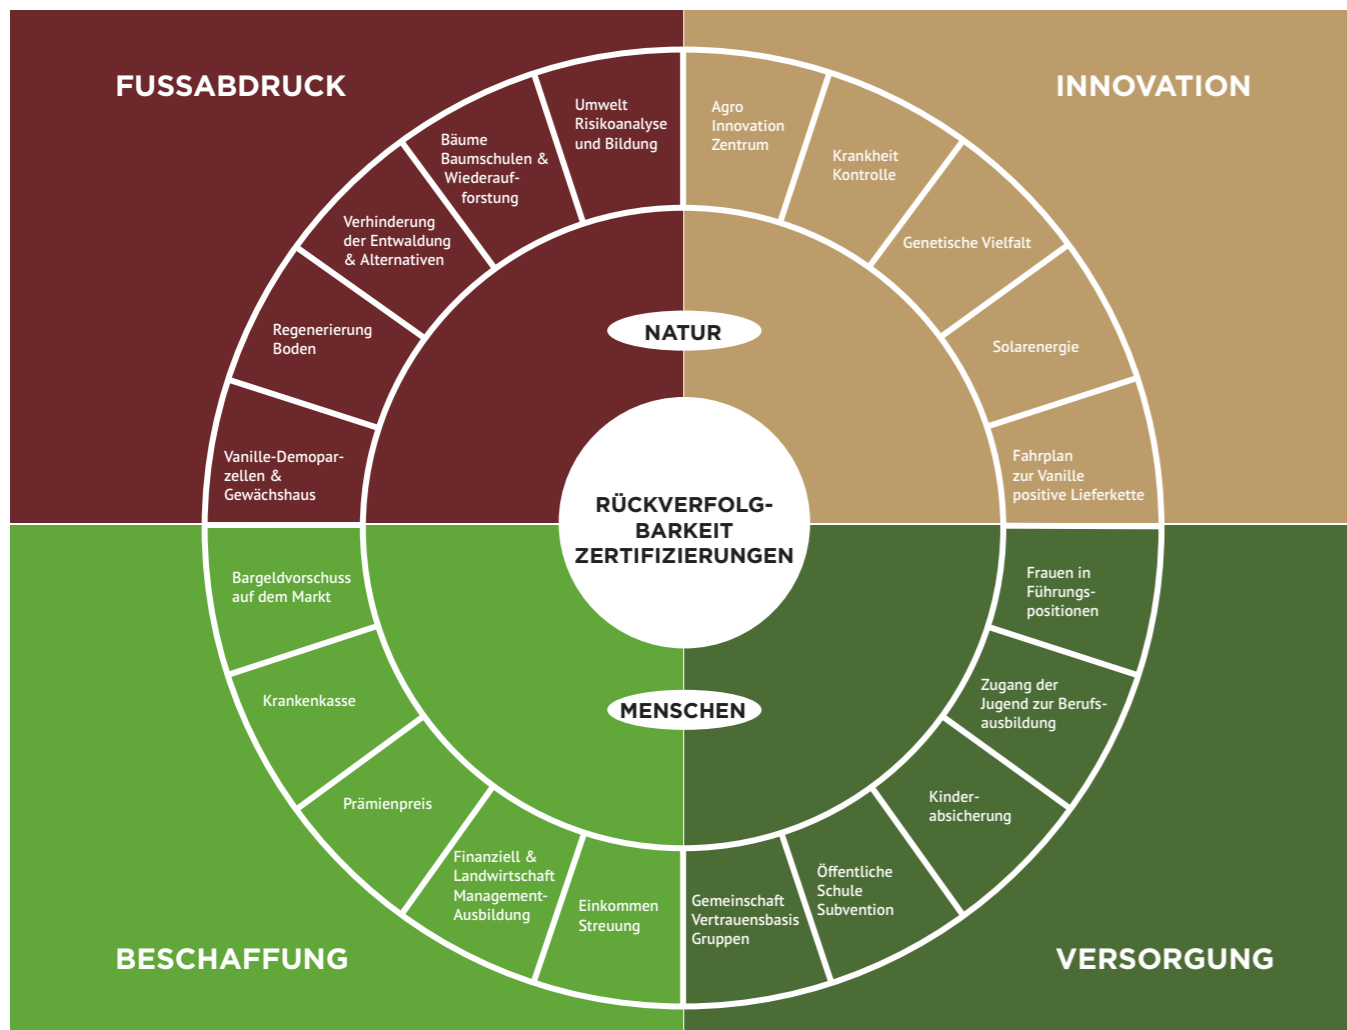 FUSSABDRUCK
INNOVATION
Umwelt
Risikoanalyse
und Bildung
Agro
Innovation
Zentrum
Bäume
Baumschulen &
Wiederauf-
forstung
Krankheit
Kontrolle
Verhinderung
der Entwaldung
& Alternativen
Genetische Vielfalt
Regenerierung
Boden
NATUR
Solarenergie
Vanille-Demopar-
zellen &
Gewächshaus
Fahrplan
zur Vanille
positive Lieferkette
RÜCKVERFOLG-
BARKEIT
ZERTIFIZIERUNGEN
Bargeldvorschuss
auf dem Markt
Frauen in
Führungs-
positionen
Krankenkasse
MENSCHEN
Zugang der
Jugend zur Berufs-
ausbildung
Prämienpreis
Kinder-
absicherung
Finanziell &
Landwirtschaft
Management-
Ausbildung
Einkommen
Streuung
Gemeinschaft
Vertrauensbasis
Gruppen
Öffentliche
Schule
Subvention
BESCHAFFUNG
VERSORGUNG